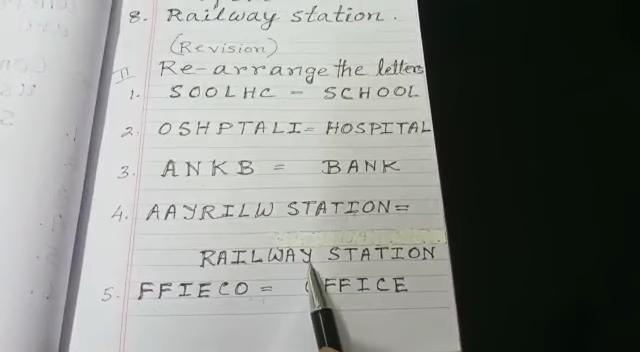 8. Railway station.
(Revision)
II Re-arrange the letters
1. SOOLHC = SCHOOL
2. OSHPTALI = HOSPITAL
3. ANKB = BANK
4. AAYRILW STATION =
RAILWAY STATION
5. FFIECO = OFFICE